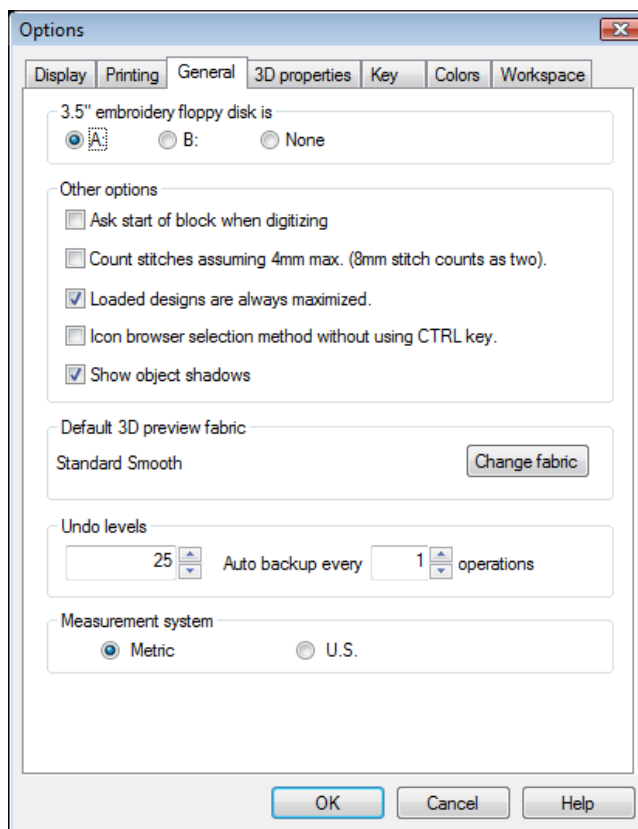 Options
Display Printing General 3D properties Key Colors Workspace
3.5" embroidery floppy disk is
A: B: None
Other options
Ask start of block when digitizing
Count stitches assuming 4mm max. (8mm stitch counts as two).
Loaded designs are always maximized.
Icon browser selection method without using CTRL key.
Show object shadows
Default 3D preview fabric
Standard Smooth Change fabric
Undo levels
25 Auto backup every 1 operations
Measurement system
Metric U.S.
OK Cancel Help